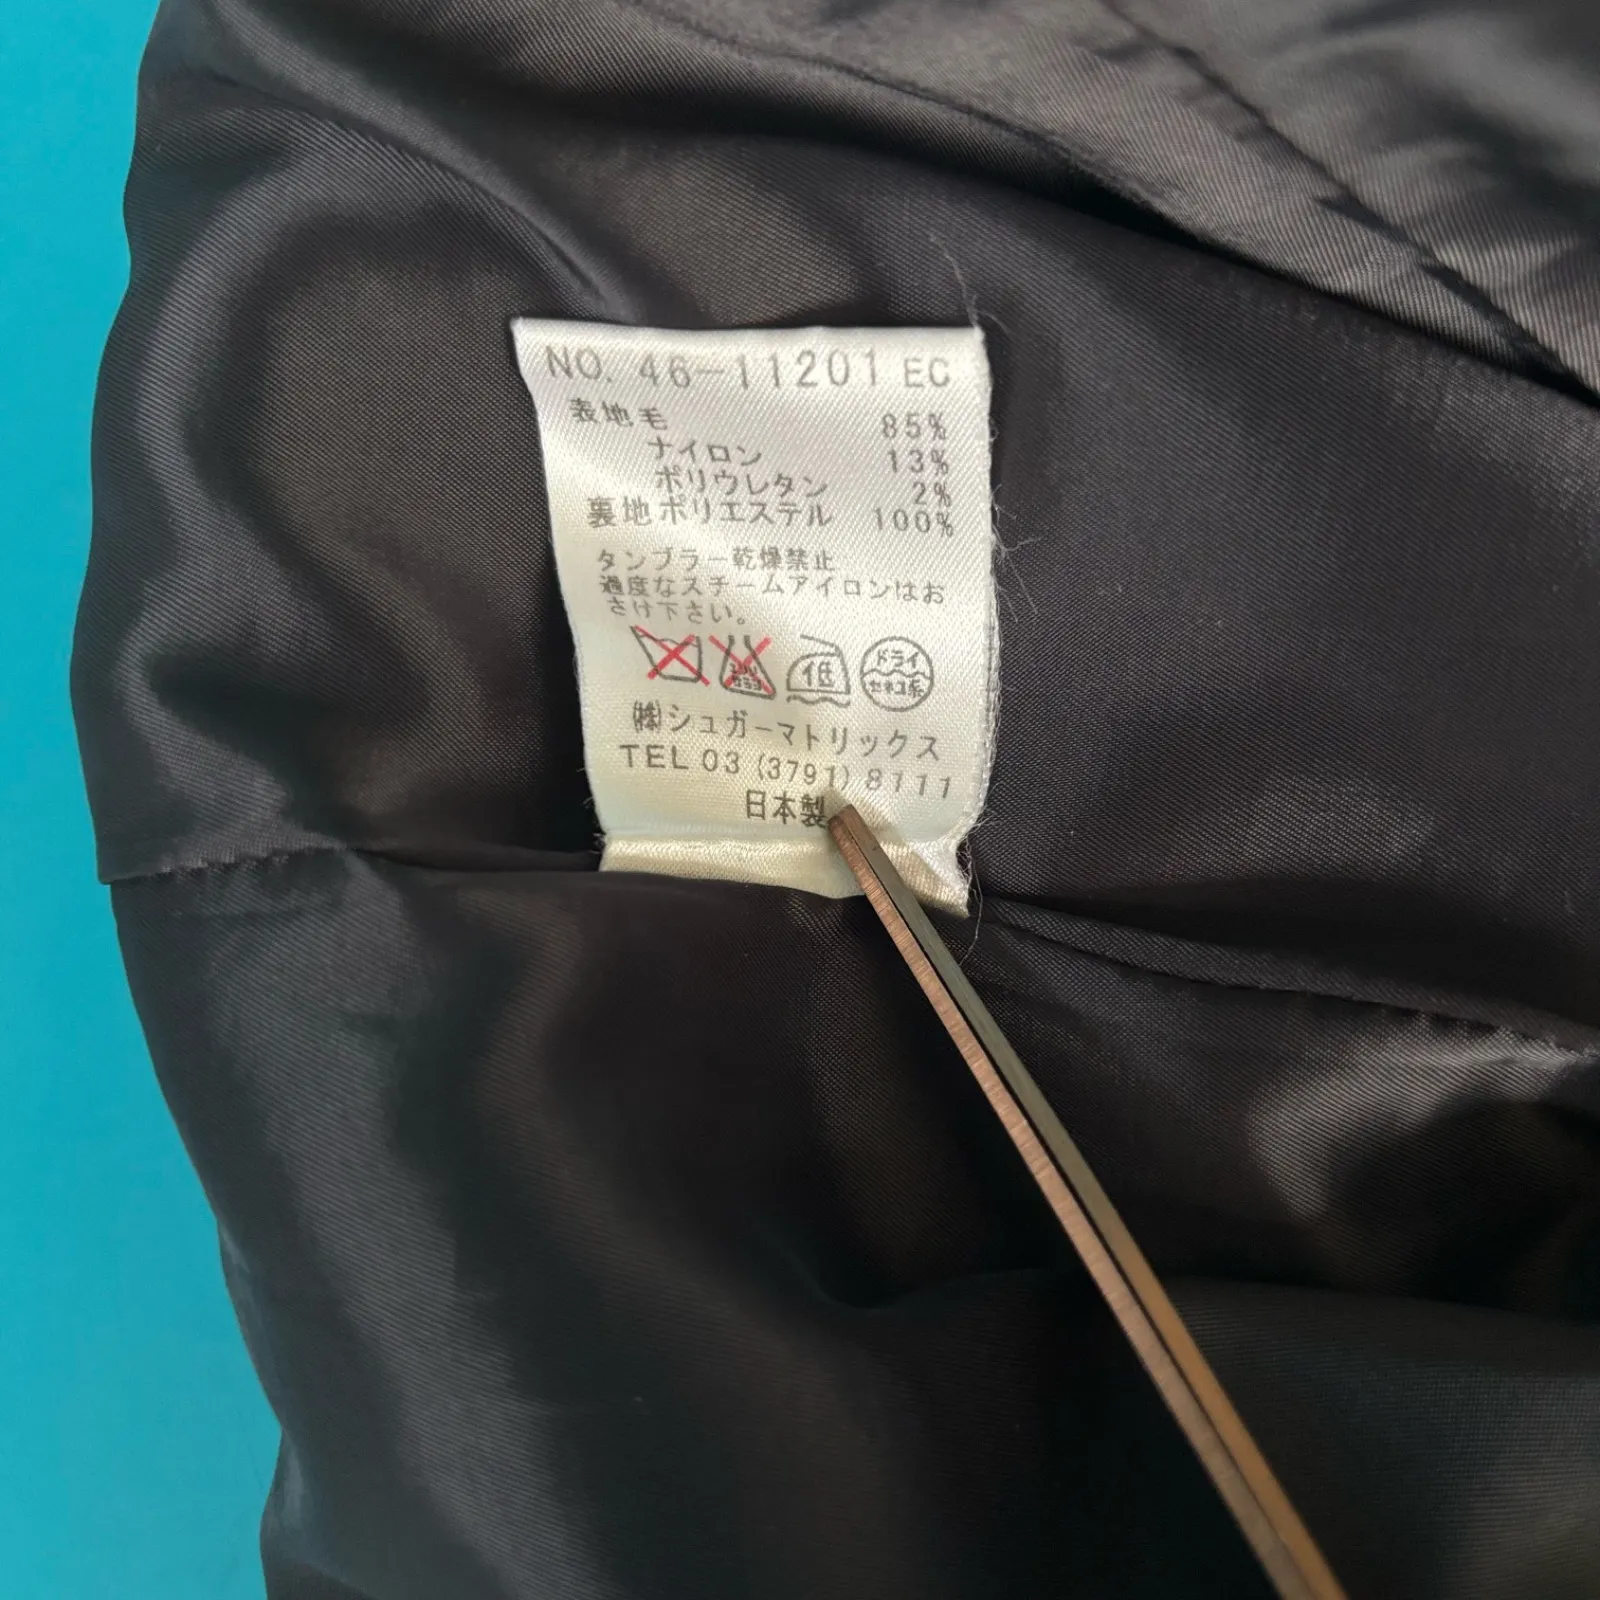 NO. 46-11201 EC
表地 毛 85%
ナイロン 13%
ポリウレタン 2%
裏地 ポリエステル 100%
タンブラー乾燥禁止
過度なスチームアイロンはお
さけ下さい。
低 ドライ
セキユ系
㈱シュガーマトリックス
TEL 03 (3791) 8111
日本製